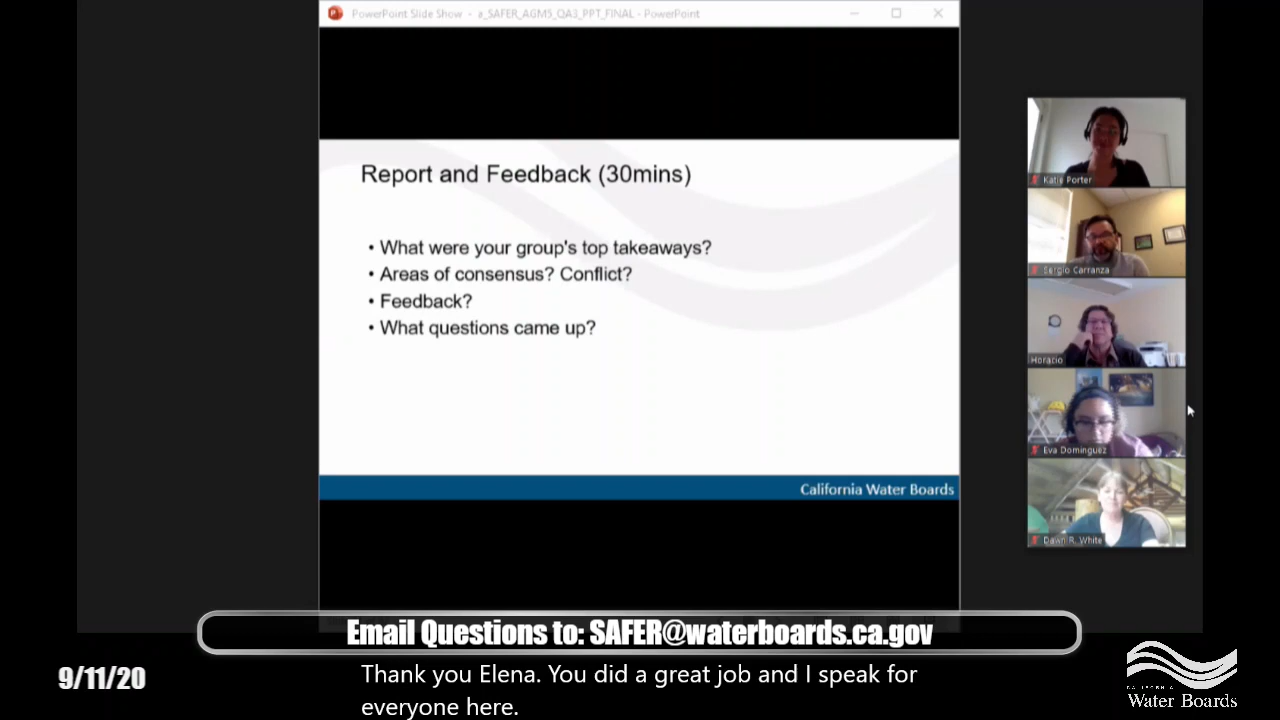 PowerPoint Slide Show - a_SAFER_AGM5_QA3_PPT_FINAL - PowerPoint
Report and Feedback (30mins)
• What were your group's top takeaways?
• Areas of consensus? Conflict?
• Feedback?
• What questions came up?
California Water Boards
Katie Porter
Sergio Carranza
Horacio
Eva Dominguez
Dawn R. White
Email Questions to: SAFER@waterboards.ca.gov
9/11/20
Thank you Elena. You did a great job and I speak for
everyone here.
CALIFORNIA
Water Boards